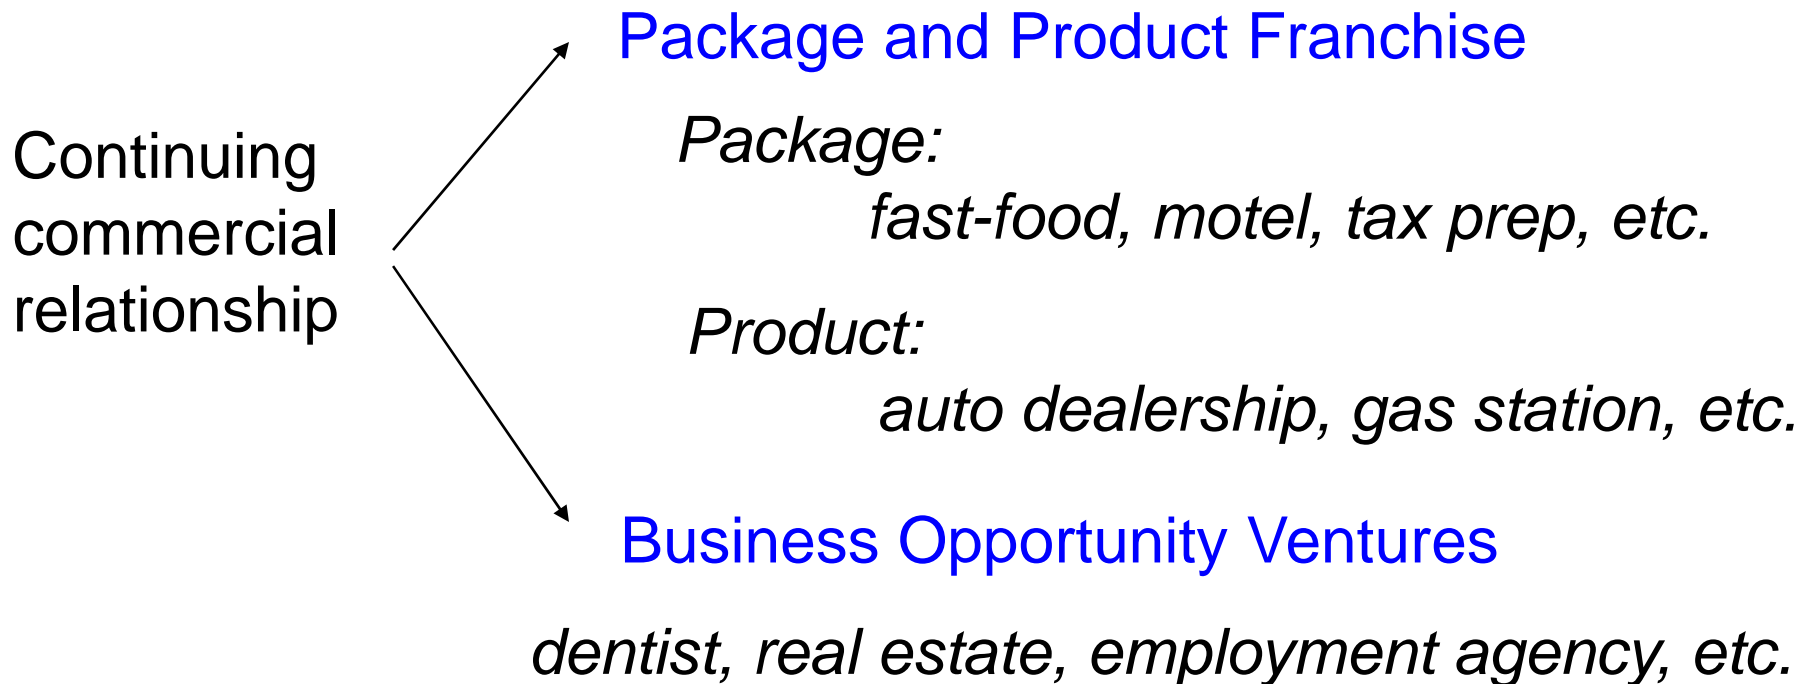 Package and Product Franchise
Continuing
commercial
relationship
Package:
fast-food, motel, tax prep, etc.
Product:
auto dealership, gas station, etc.
Business Opportunity Ventures
dentist, real estate, employment agency, etc.